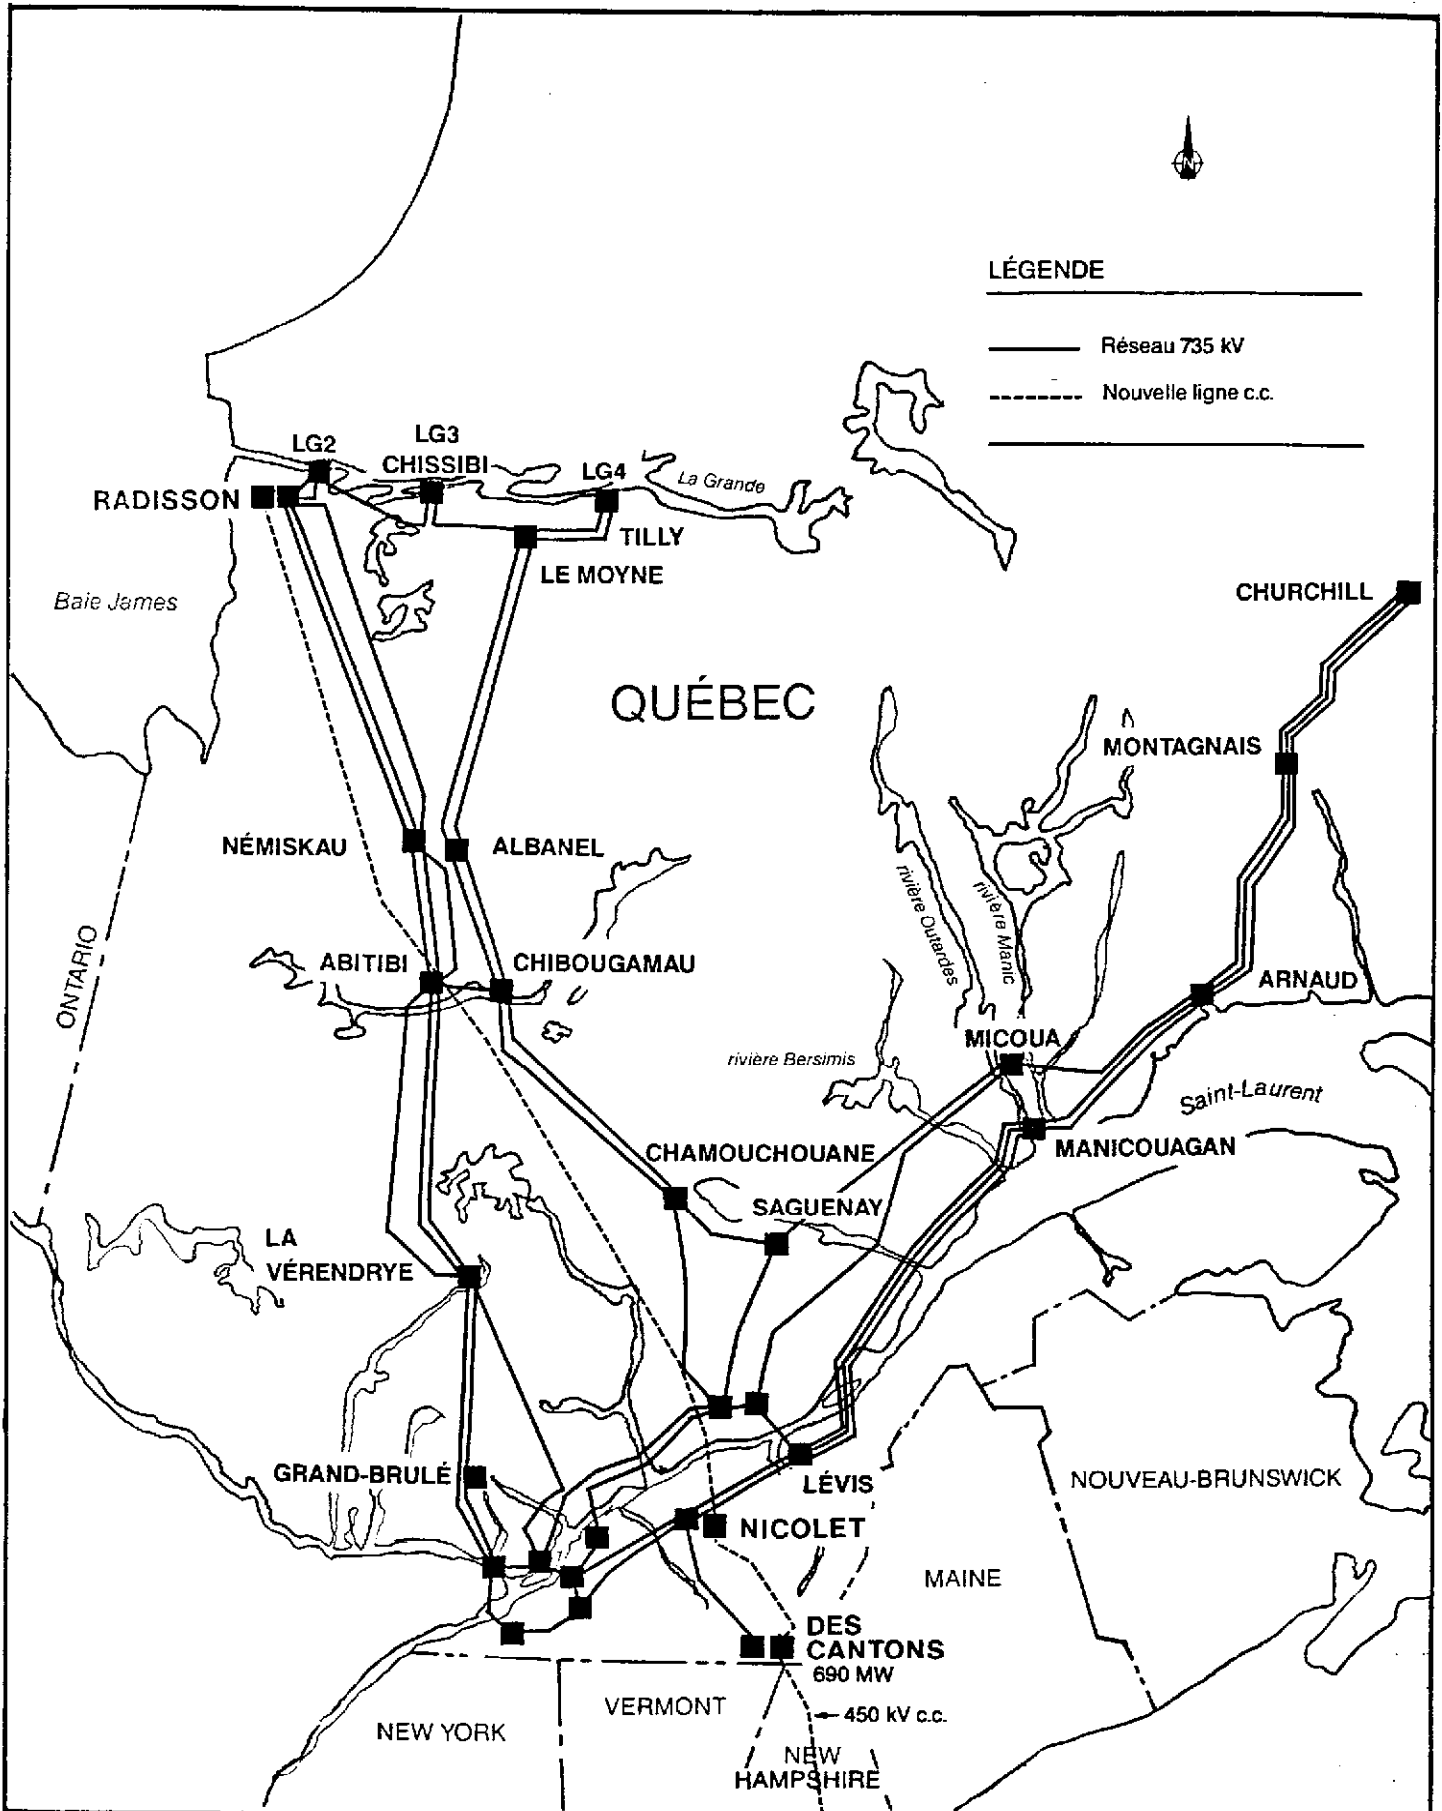 N
LÉGENDE
Réseau 735 kV
Nouvelle ligne c.c.
LG2
LG3
CHISSIBI
LG4
La Grande
RADISSON
TILLY
LE MOYNE
Baie James
CHURCHILL
QUÉBEC
MONTAGNAIS
NÉMISKAU
ALBANEL
rivière Outardes
rivière Manic
ONTARIO
ABITIBI
CHIBOUGAMAU
ARNAUD
MICOUA
rivière Bersimis
Saint-Laurent
CHAMOUCHOUANE
MANICOUAGAN
SAGUENAY
LA
VÉRENDRYE
GRAND-BRULÉ
LÉVIS
NOUVEAU-BRUNSWICK
NICOLET
MAINE
DES
CANTONS
690 MW
VERMONT
450 kV c.c.
NEW YORK
NEW
HAMPSHIRE